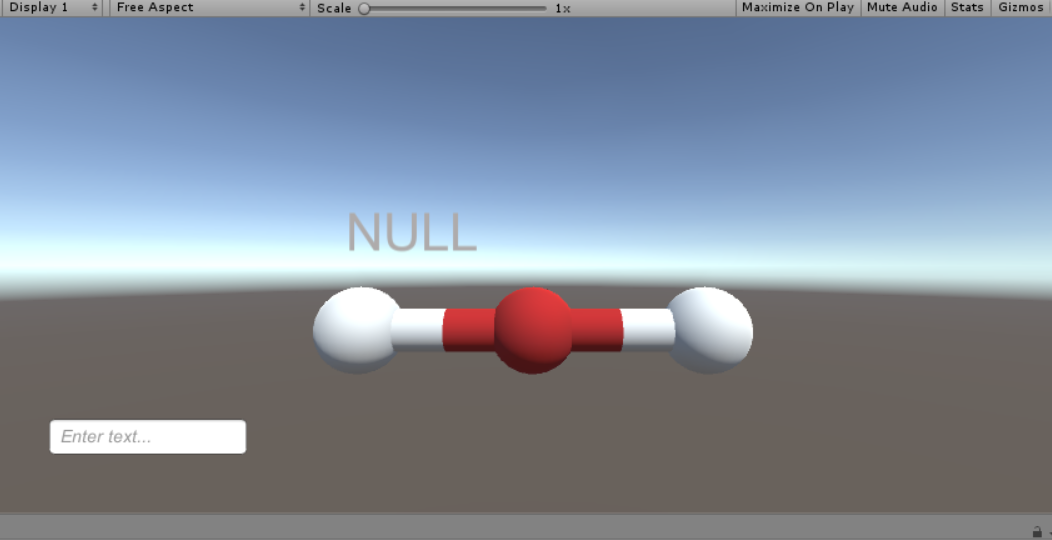 Display 1 Free Aspect Scale 1x Maximize On Play Mute Audio Stats Gizmos
NULL
Enter text...